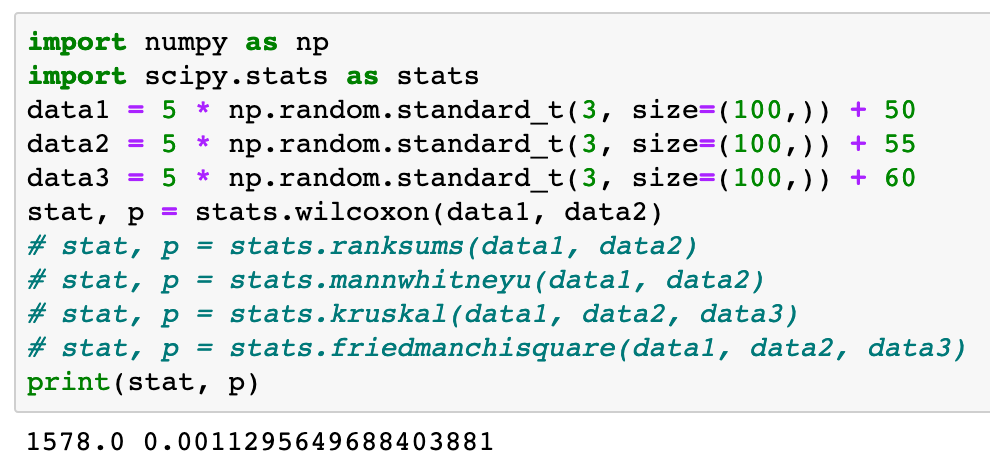 import numpy as np
import scipy.stats as stats
data1 = 5 * np.random.standard_t(3, size=(100,)) + 50
data2 = 5 * np.random.standard_t(3, size=(100,)) + 55
data3 = 5 * np.random.standard_t(3, size=(100,)) + 60
stat, p = stats.wilcoxon(data1, data2)
# stat, p = stats.ranksums(data1, data2)
# stat, p = stats.mannwhitneyu(data1, data2)
# stat, p = stats.kruskal(data1, data2, data3)
# stat, p = stats.friedmanchisquare(data1, data2, data3)
print(stat, p)
1578.0 0.0011295649688403881